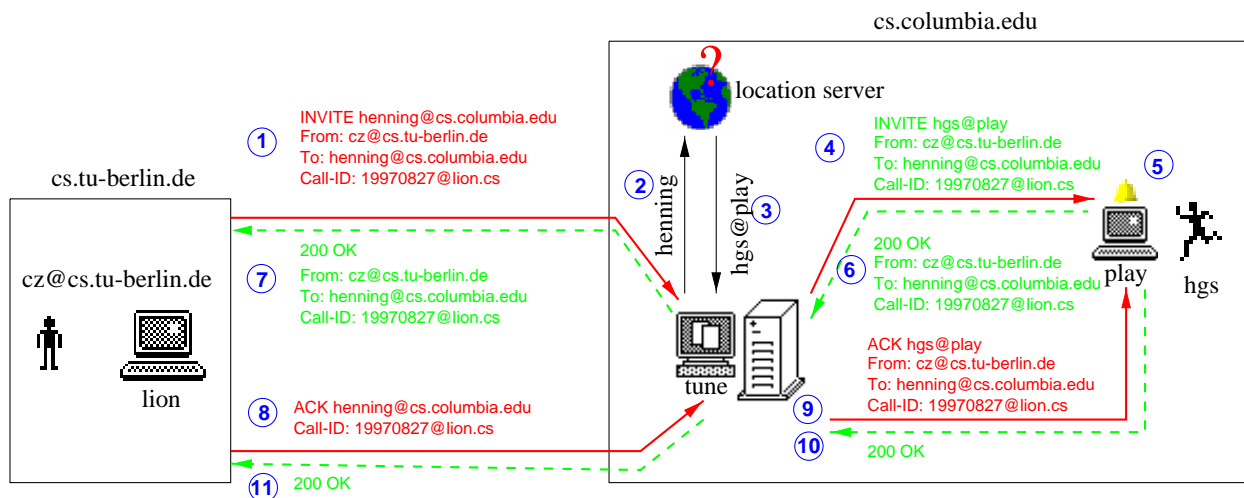 cs.columbia.edu
?
location server
1
INVITE henning@cs.columbia.edu
From: cz@cs.tu-berlin.de
To: henning@cs.columbia.edu
Call-ID: 19970827@lion.cs
4
INVITE hgs@play
From: cz@cs.tu-berlin.de
To: henning@cs.columbia.edu
Call-ID: 19970827@lion.cs
5
cs.tu-berlin.de
2
henning
hgs@play
3
200 OK
7
From: cz@cs.tu-berlin.de
To: henning@cs.columbia.edu
Call-ID: 19970827@lion.cs
200 OK
6
From: cz@cs.tu-berlin.de
To: henning@cs.columbia.edu
Call-ID: 19970827@lion.cs
play
hgs
cz@cs.tu-berlin.de
lion
tune
ACK hgs@play
From: cz@cs.tu-berlin.de
To: henning@cs.columbia.edu
Call-ID: 19970827@lion.cs
8
ACK henning@cs.columbia.edu
Call-ID: 19970827@lion.cs
9
10
200 OK
11
200 OK